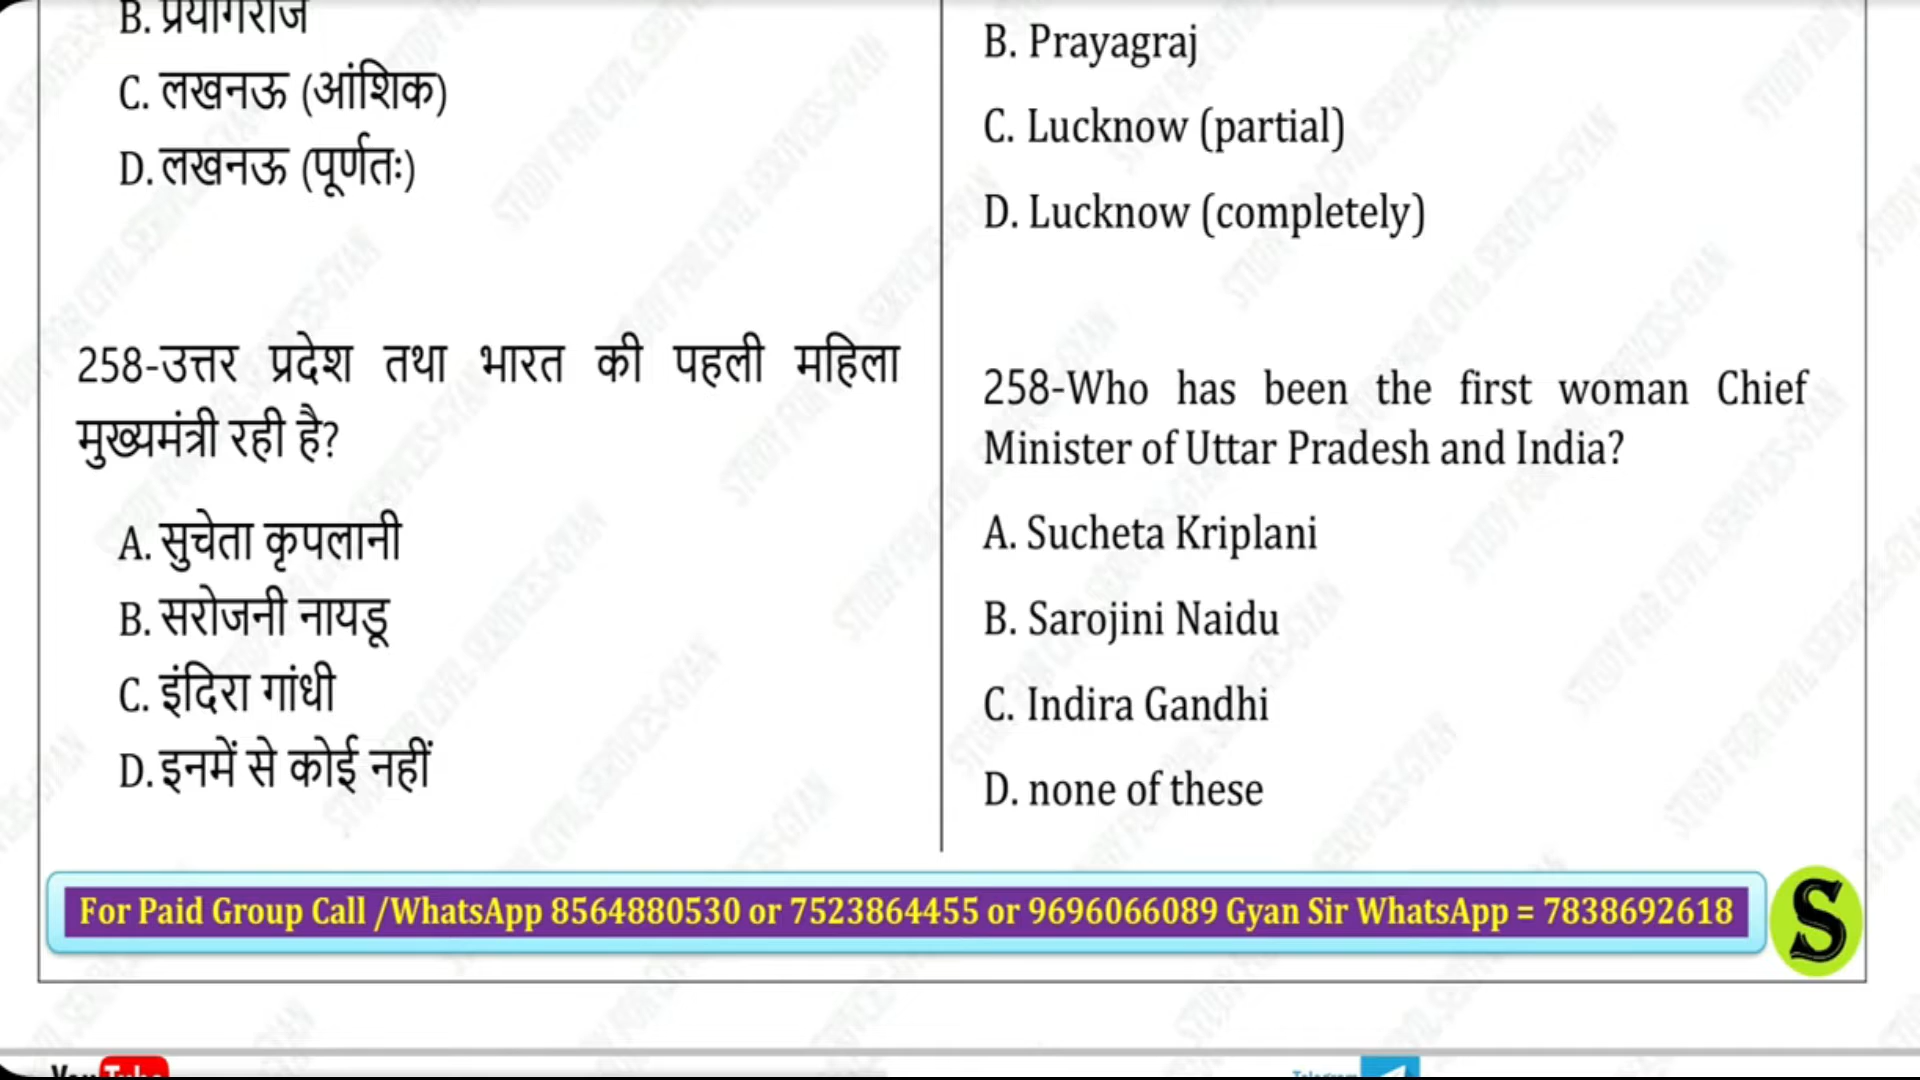 B. प्रयागराज
C. लखनऊ (आंशिक)
D. लखनऊ (पूर्णतः)
258-उत्तर प्रदेश तथा भारत की पहली महिला
मुख्यमंत्री रही है?
A. सुचेता कृपलानी
B. सरोजनी नायडू
C. इंदिरा गांधी
D. इनमें से कोई नहीं
B. Prayagraj
C. Lucknow (partial)
D. Lucknow (completely)
258-Who has been the first woman Chief
Minister of Uttar Pradesh and India?
A. Sucheta Kriplani
B. Sarojini Naidu
C. Indira Gandhi
D. none of these
For Paid Group Call /WhatsApp 8564880530 or 7523864455 or 9696066089 Gyan Sir WhatsApp = 7838692618
S
YouTube
Telegram